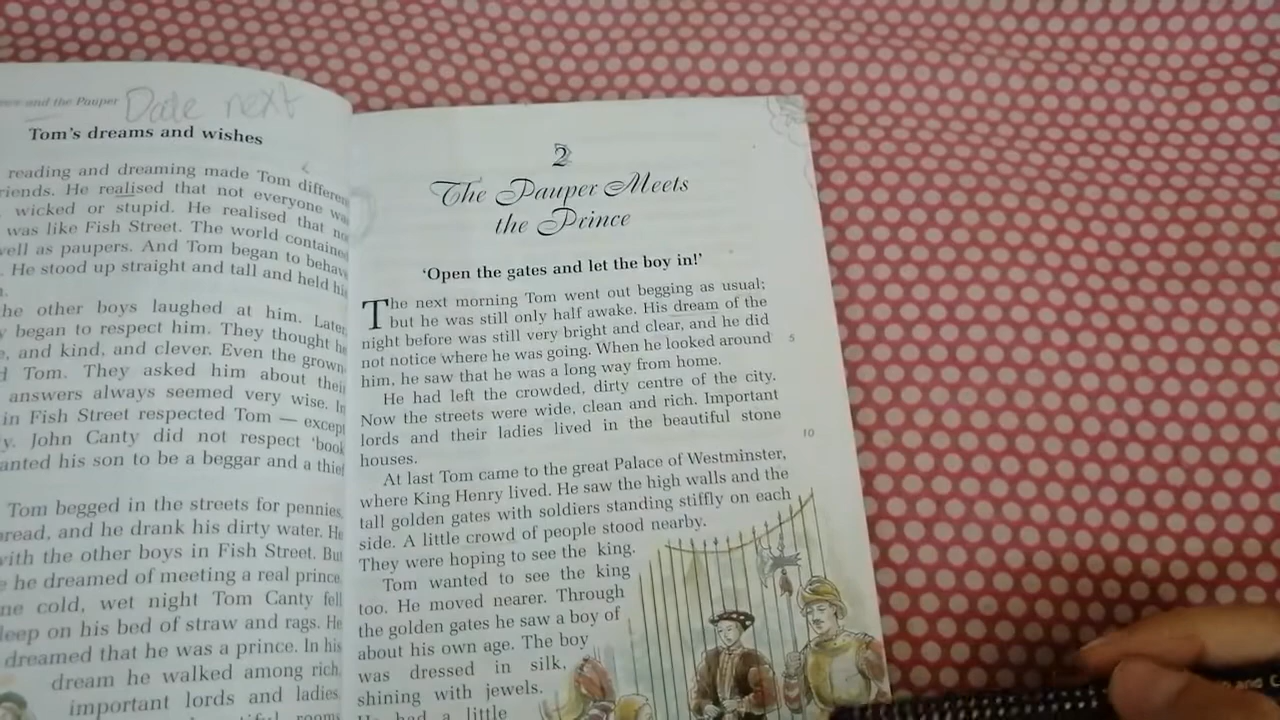 and the Pauper
Date next
Tom's dreams and wishes
reading and dreaming made Tom
He realised that not everyone
wicked or stupid. He realised that
was like Fish Street. The world
well as paupers. And Tom began to
He stood up straight and tall and held
he other boys laughed at him. Later,
began to respect him. They thought
and kind, and clever. Even the grown
Tom. They asked him about their
answers always seemed very wise. In
in Fish Street respected Tom — except
John Canty did not respect 'book
anted his son to be a beggar and a thief
Tom begged in the streets for pennies.
read, and he drank his dirty water. He
with the other boys in Fish Street. But
he dreamed of meeting a real prince.
ne cold, wet night Tom Canty fell
leep on his bed of straw and rags. He
dreamed that he was a prince. In his
dream he walked among rich,
important lords and ladies,
2
The Pauper Meets
the Prince
'Open the gates and let the boy in!'
The next morning Tom went out begging as usual;
but he was still only half awake. His dream of the
night before was still very bright and clear, and he did
not notice where he was going. When he looked around 5
him, he saw that he was a long way from home.
He had left the crowded, dirty centre of the city.
Now the streets were wide, clean and rich. Important
lords and their ladies lived in the beautiful stone
houses. 10
At last Tom came to the great Palace of Westminster,
where King Henry lived. He saw the high walls and the
tall golden gates with soldiers standing stiffly on each
side. A little crowd of people stood nearby.
They were hoping to see the king.
Tom wanted to see the king
too. He moved nearer. Through
the golden gates he saw a boy of
about his own age. The boy
was dressed in silk,
shining with jewels.
He had a little